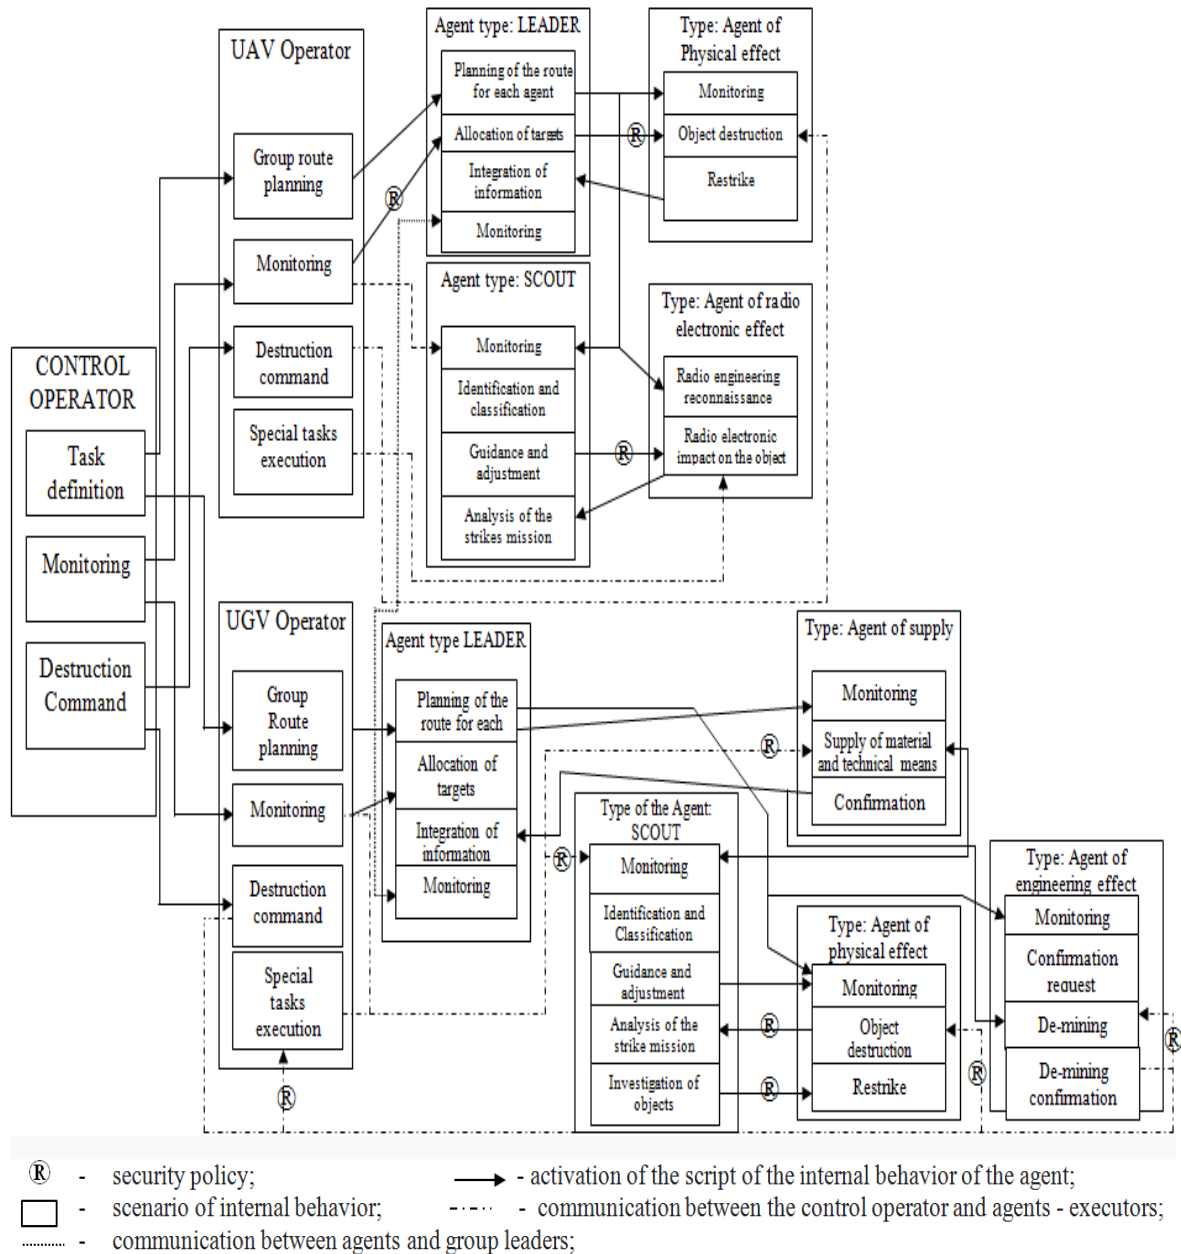 UAV Operator
Group route
planning
Monitoring
Destruction
command
Special tasks
execution
Agent type: LEADER
Planning of the route
for each agent
Allocation of targets
Integration of
information
Monitoring
Type: Agent of
Physical effect
Monitoring
Object destruction
Restrike
®
®
Agent type: SCOUT
Monitoring
Identification and
classification
Guidance and
adjustment
Analysis of the
strikes mission
®
Type: Agent of radio
electronic effect
Radio engineering
reconnaissance
Radio electronic
impact on the object
CONTROL
OPERATOR
Task
definition
Monitoring
Destruction
Command
UGV Operator
Group
Route
planning
Monitoring
Destruction
command
Special
tasks
execution
®
Agent type LEADER
Planning of the
route for each
Allocation of
targets
Integration of
information
Monitoring
Type: Agent of supply
Monitoring
Supply of material
and technical means
Confirmation
®
®
Type of the Agent:
SCOUT
Monitoring
Identification and
Classification
Guidance and
adjustment
Analysis of the
strike mission
Investigation of
objects
®
®
Type: Agent of
physical effect
Monitoring
Object
destruction
Restrike
®
Type: Agent of
engineering effect
Monitoring
Confirmation
request
De-mining
De-mining
confirmation
®
® - security policy;
- activation of the script of the internal behavior of the agent;
- scenario of internal behavior;
- communication between the control operator and agents - executors;
- communication between agents and group leaders;